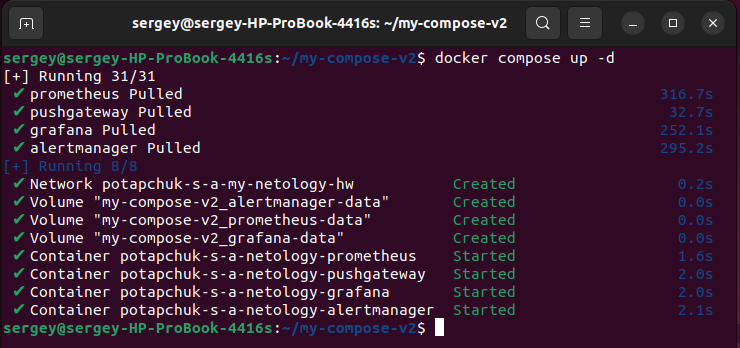 sergey@sergey-HP-ProBook-4416s: ~/my-compose-v2
sergey@sergey-HP-ProBook-4416s:~/my-compose-v2$ docker compose up -d
[+] Running 31/31
✔ prometheus Pulled 316.7s
✔ pushgateway Pulled 32.7s
✔ grafana Pulled 252.1s
✔ alertmanager Pulled 295.2s
[+] Running 8/8
✔ Network potapchuk-s-a-my-netology-hw Created 0.2s
✔ Volume "my-compose-v2_alertmanager-data" Created 0.0s
✔ Volume "my-compose-v2_prometheus-data" Created 0.0s
✔ Volume "my-compose-v2_grafana-data" Created 0.0s
✔ Container potapchuk-s-a-netology-prometheus Started 1.6s
✔ Container potapchuk-s-a-netology-pushgateway Started 2.0s
✔ Container potapchuk-s-a-netology-grafana Started 2.0s
✔ Container potapchuk-s-a-netology-alertmanager Started 2.1s
sergey@sergey-HP-ProBook-4416s:~/my-compose-v2$